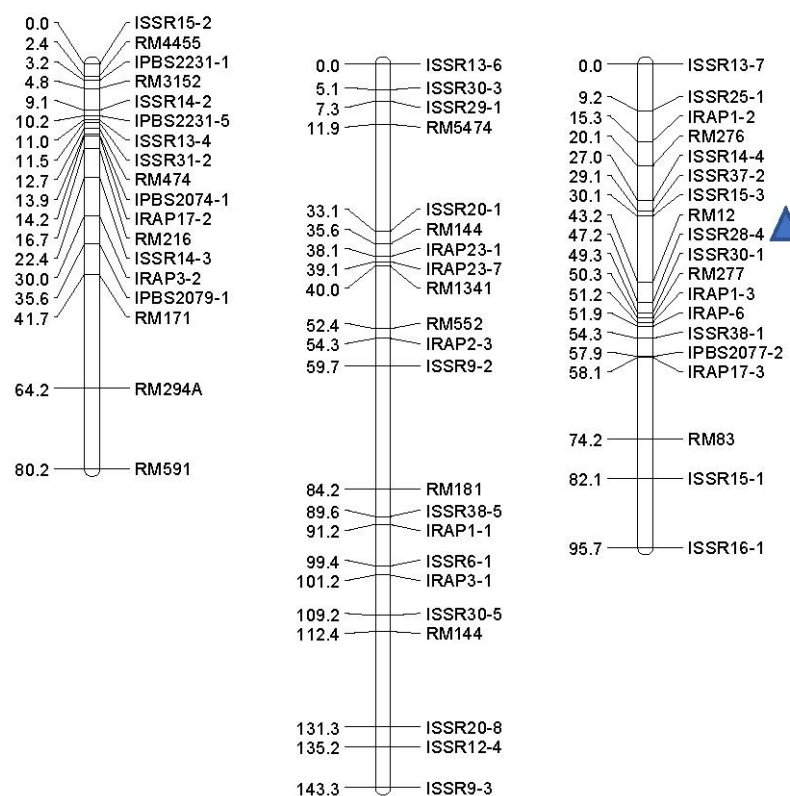 0.0 ISSR15-2
2.4 RM4455
3.2 IPBS2231-1
4.8 RM3152
9.1 ISSR14-2
10.2 IPBS2231-5
11.0 ISSR13-4
11.5 ISSR31-2
12.7 RM474
13.9 IPBS2074-1
14.2 IRAP17-2
16.7 RM216
22.4 ISSR14-3
30.0 IRAP3-2
35.6 IPBS2079-1
41.7 RM171
64.2 RM294A
80.2 RM591
0.0 ISSR13-6
5.1 ISSR30-3
7.3 ISSR29-1
11.9 RM5474
33.1 ISSR20-1
35.6 RM144
38.1 IRAP23-1
39.1 IRAP23-7
40.0 RM1341
52.4 RM552
54.3 IRAP2-3
59.7 ISSR9-2
84.2 RM181
89.6 ISSR38-5
91.2 IRAP1-1
99.4 ISSR6-1
101.2 IRAP3-1
109.2 ISSR30-5
112.4 RM144
131.3 ISSR20-8
135.2 ISSR12-4
143.3 ISSR9-3
0.0 ISSR13-7
9.2 ISSR25-1
15.3 IRAP1-2
20.1 RM276
27.0 ISSR14-4
29.1 ISSR37-2
30.1 ISSR15-3
43.2 RM12
47.2 ISSR28-4
49.3 ISSR30-1
50.3 RM277
51.2 IRAP1-3
51.9 IRAP-6
54.3 ISSR38-1
57.9 IPBS2077-2
58.1 IRAP17-3
74.2 RM83
82.1 ISSR15-1
95.7 ISSR16-1